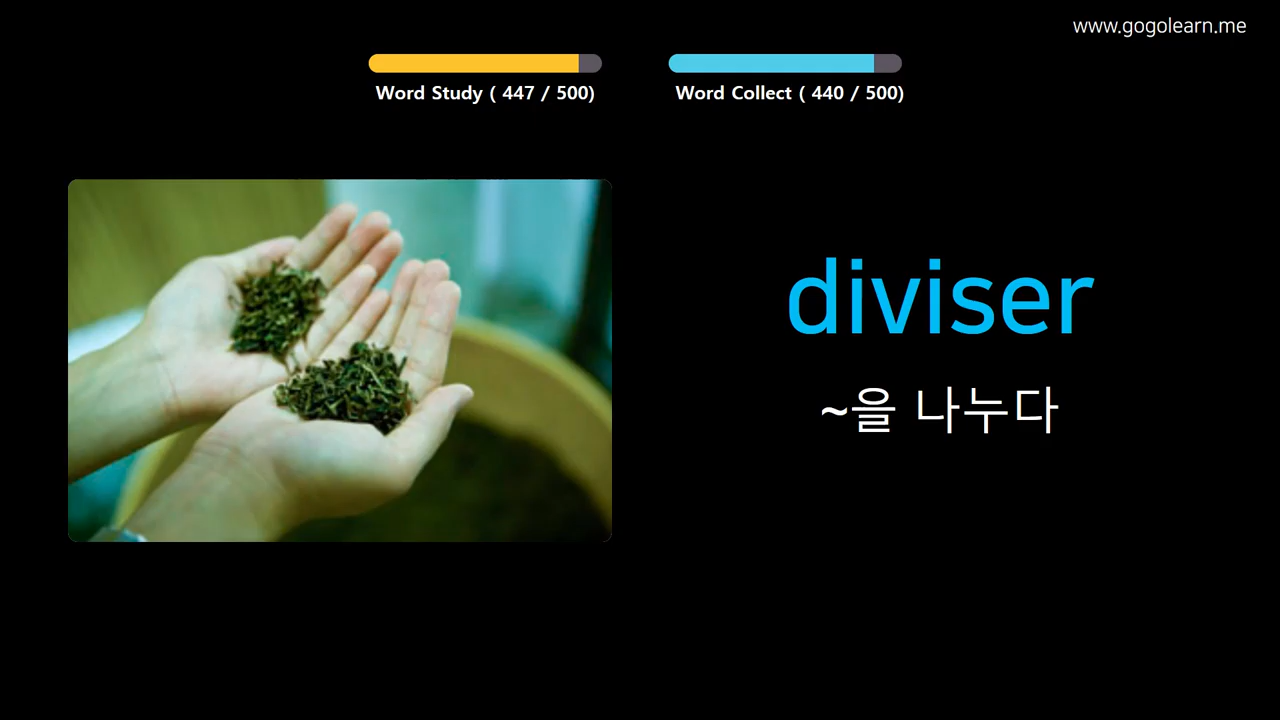 www.gogolearn.me
Word Study ( 447 / 500)
Word Collect ( 440 / 500)
diviser
~을 나누다